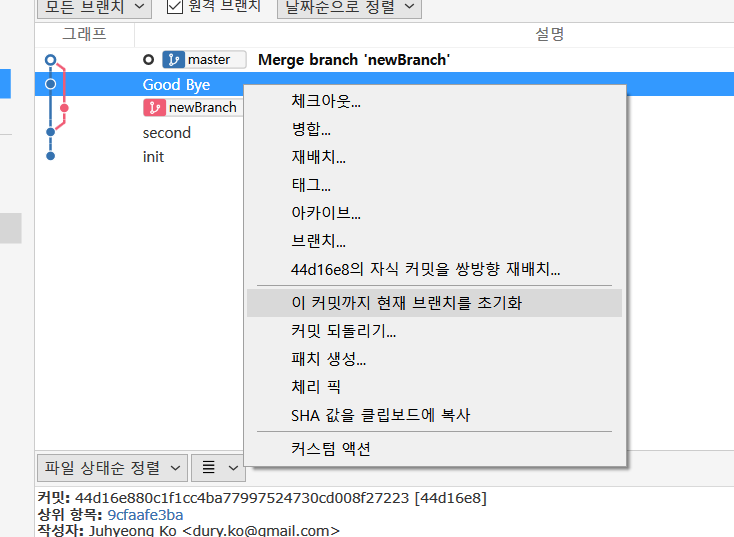 모든 브랜치 원격 브랜치 날짜순으로 정렬
그래프 설명
master Merge branch 'newBranch'
Good Bye
newBranch
second
init
체크아웃...
병합...
재배치...
태그...
아카이브...
브랜치...
44d16e8의 자식 커밋을 쌍방향 재배치...
이 커밋까지 현재 브랜치를 초기화
커밋 되돌리기...
패치 생성...
체리 픽
SHA 값을 클립보드에 복사
커스텀 액션
파일 상태순 정렬
커밋: 44d16e880c1f1cc4ba77997524730cd008f27223 [44d16e8]
상위 항목: 9cfaafe3ba
작성자: Juhyeong Ko <dury.ko@gmail.com>